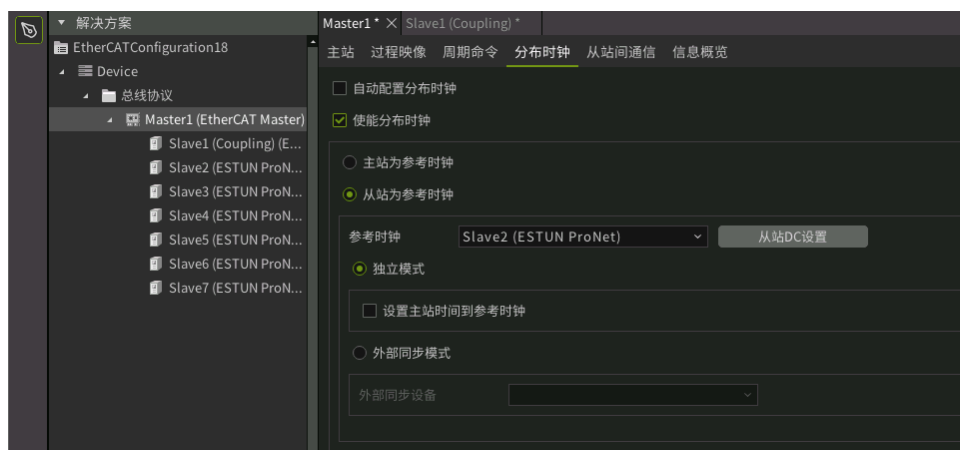 解决方案
EtherCATConfiguration18
Device
总线协议
Master1 (EtherCAT Master)
Slave1 (Coupling) (E...
Slave2 (ESTUN ProN...
Slave3 (ESTUN ProN...
Slave4 (ESTUN ProN...
Slave5 (ESTUN ProN...
Slave6 (ESTUN ProN...
Slave7 (ESTUN ProN...
Master1 * Slave1 (Coupling) *
主站 过程映像 周期命令 分布时钟 从站间通信 信息概览
自动配置分布时钟
使能分布时钟
主站为参考时钟
从站为参考时钟
参考时钟 Slave2 (ESTUN ProNet) 从站DC设置
独立模式
设置主站时间到参考时钟
外部同步模式
外部同步设备